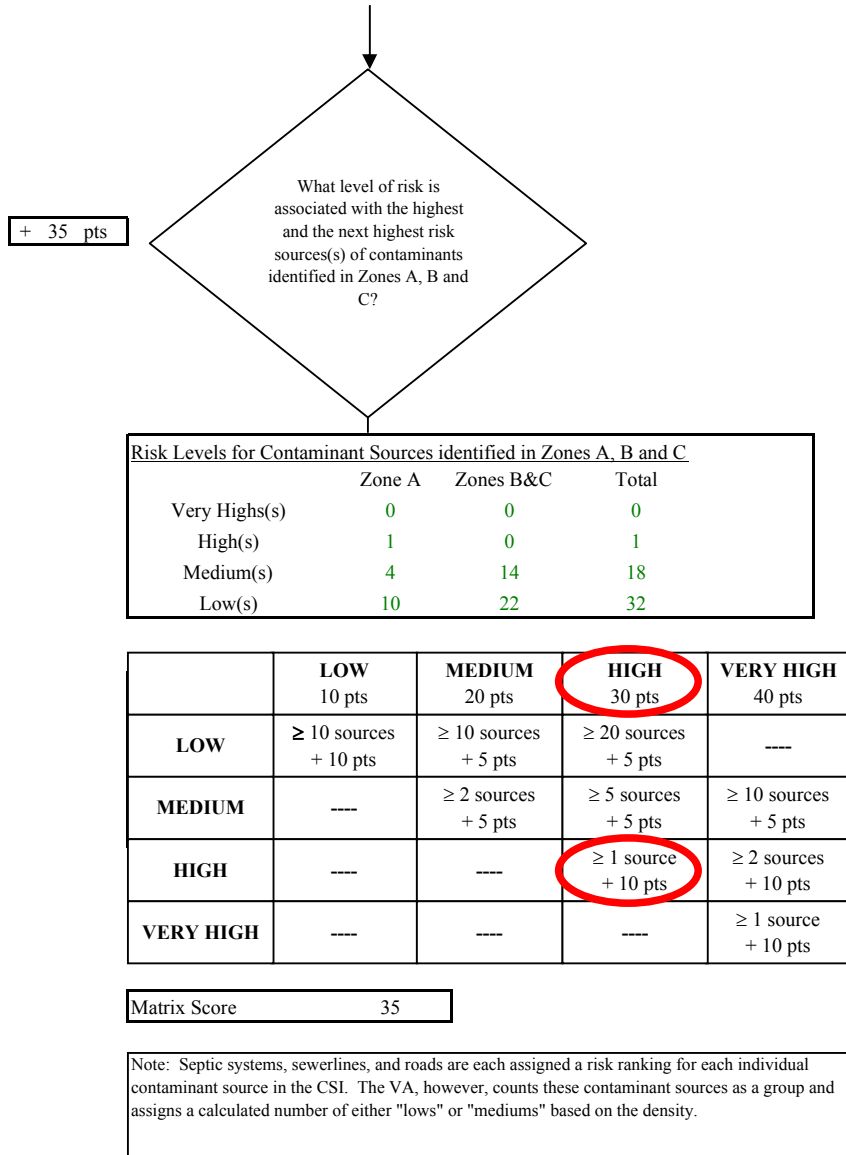 What level of risk is
associated with the highest
and the next highest risk
sources(s) of contaminants
identified in Zones A, B and
C?
+ 35 pts
Risk Levels for Contaminant Sources identified in Zones A, B and C
Zone A Zones B&C Total
Very Highs(s) 0 0 0
High(s) 1 0 1
Medium(s) 4 14 18
Low(s) 10 22 32
LOW MEDIUM HIGH VERY HIGH
10 pts 20 pts 30 pts 40 pts
LOW ≥ 10 sources + 10 pts ≥ 10 sources + 5 pts ≥ 20 sources + 5 pts ----
MEDIUM ---- ≥ 2 sources + 5 pts ≥ 5 sources + 5 pts ≥ 10 sources + 5 pts
HIGH ---- ---- ≥ 1 source + 10 pts ≥ 2 sources + 10 pts
VERY HIGH ---- ---- ---- ≥ 1 source + 10 pts
Matrix Score 35
Note: Septic systems, sewerlines, and roads are each assigned a risk ranking for each individual
contaminant source in the CSI. The VA, however, counts these contaminant sources as a group and
assigns a calculated number of either "lows" or "mediums" based on the density.